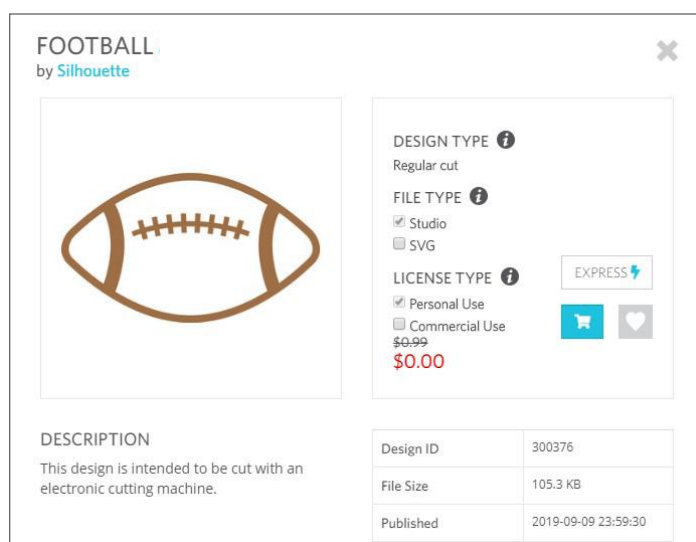 FOOTBALL
by Silhouette
DESIGN TYPE
Regular cut
FILE TYPE
Studio
SVG
LICENSE TYPE
Personal Use
Commercial Use
$0.99
$0.00
EXPRESS
DESCRIPTION
This design is intended to be cut with an
electronic cutting machine.
Design ID 300376
File Size 105.3 KB
Published 2019-09-09 23:59:30